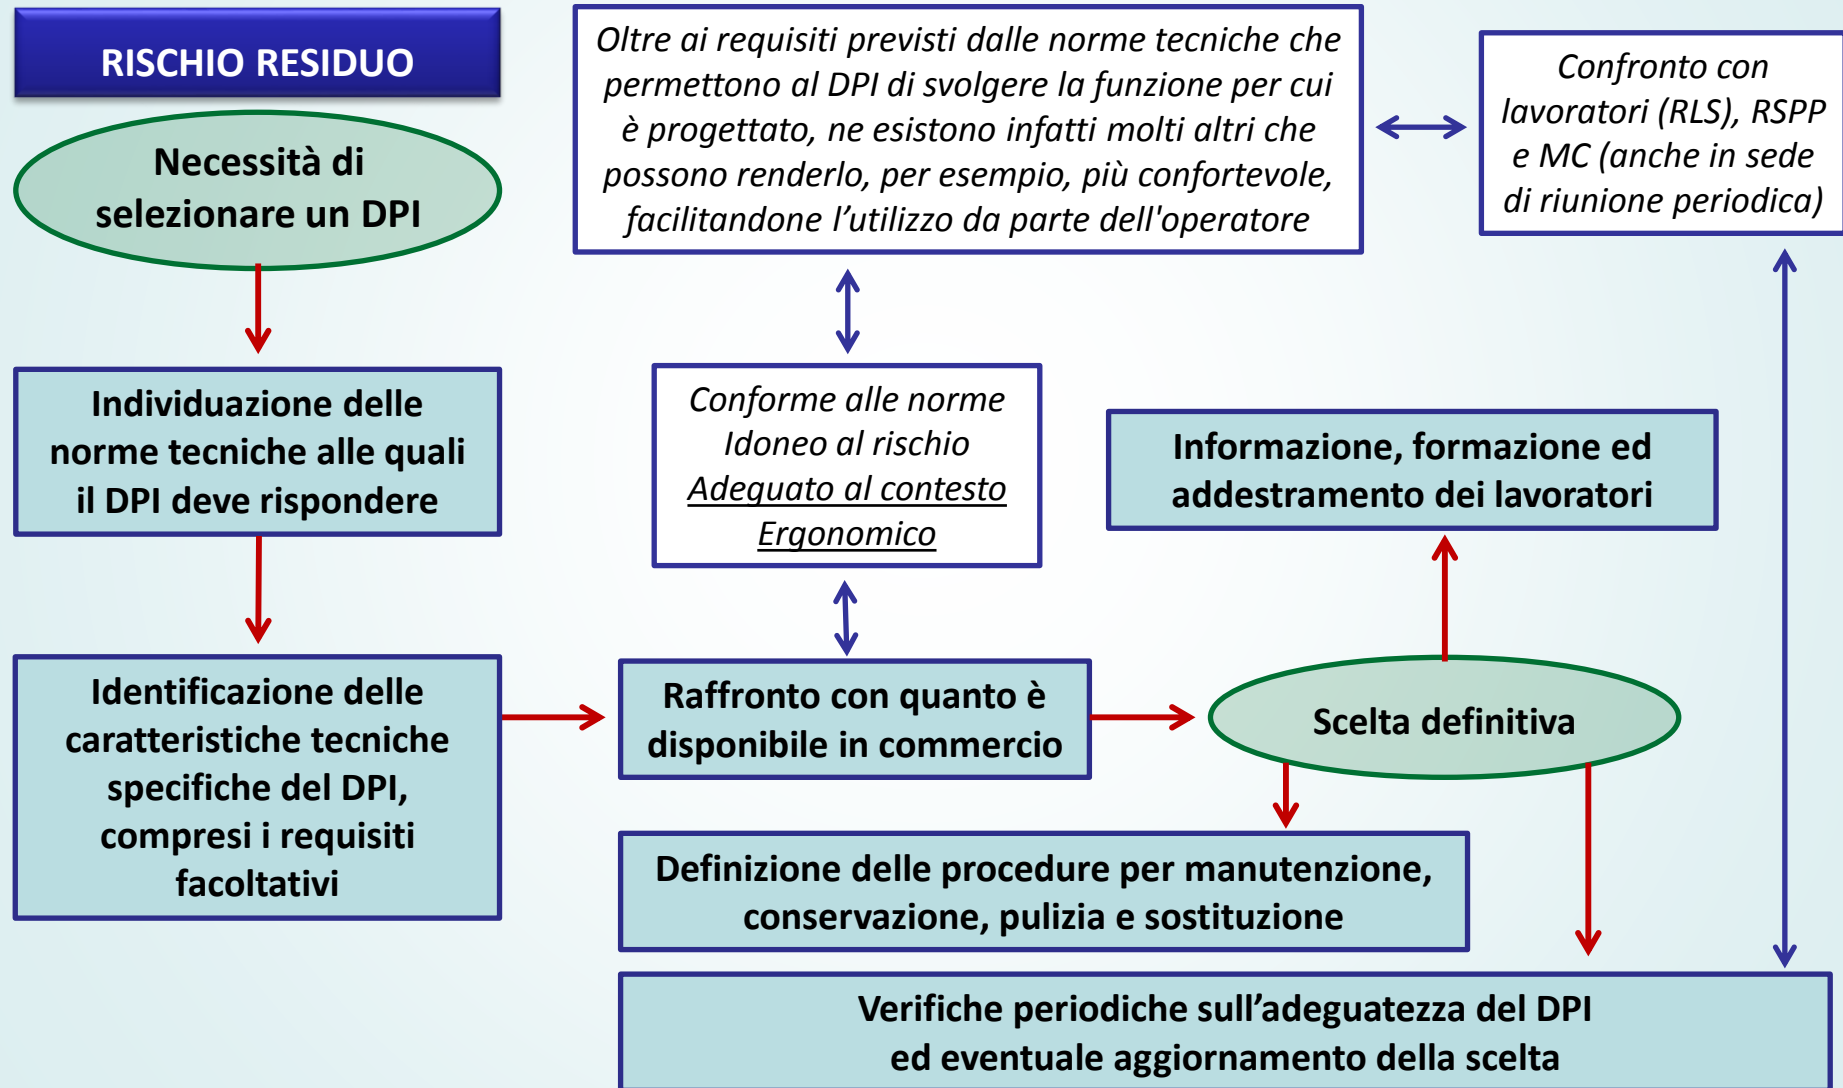 RISCHIO RESIDUO
Necessità di
selezionare un DPI
Individuazione delle
norme tecniche alle quali
il DPI deve rispondere
Identificazione delle
caratteristiche tecniche
specifiche del DPI,
compresi i requisiti
facoltativi
Oltre ai requisiti previsti dalle norme tecniche che
permettono al DPI di svolgere la funzione per cui
è progettato, ne esistono infatti molti altri che
possono renderlo, per esempio, più confortevole,
facilitandone l’utilizzo da parte dell'operatore
Confronto con
lavoratori (RLS), RSPP
e MC (anche in sede
di riunione periodica)
Conforme alle norme
Idoneo al rischio
Adeguato al contesto
Ergonomico
Raffronto con quanto è
disponibile in commercio
Informazione, formazione ed
addestramento dei lavoratori
Scelta definitiva
Definizione delle procedure per manutenzione,
conservazione, pulizia e sostituzione
Verifiche periodiche sull’adeguatezza del DPI
ed eventuale aggiornamento della scelta